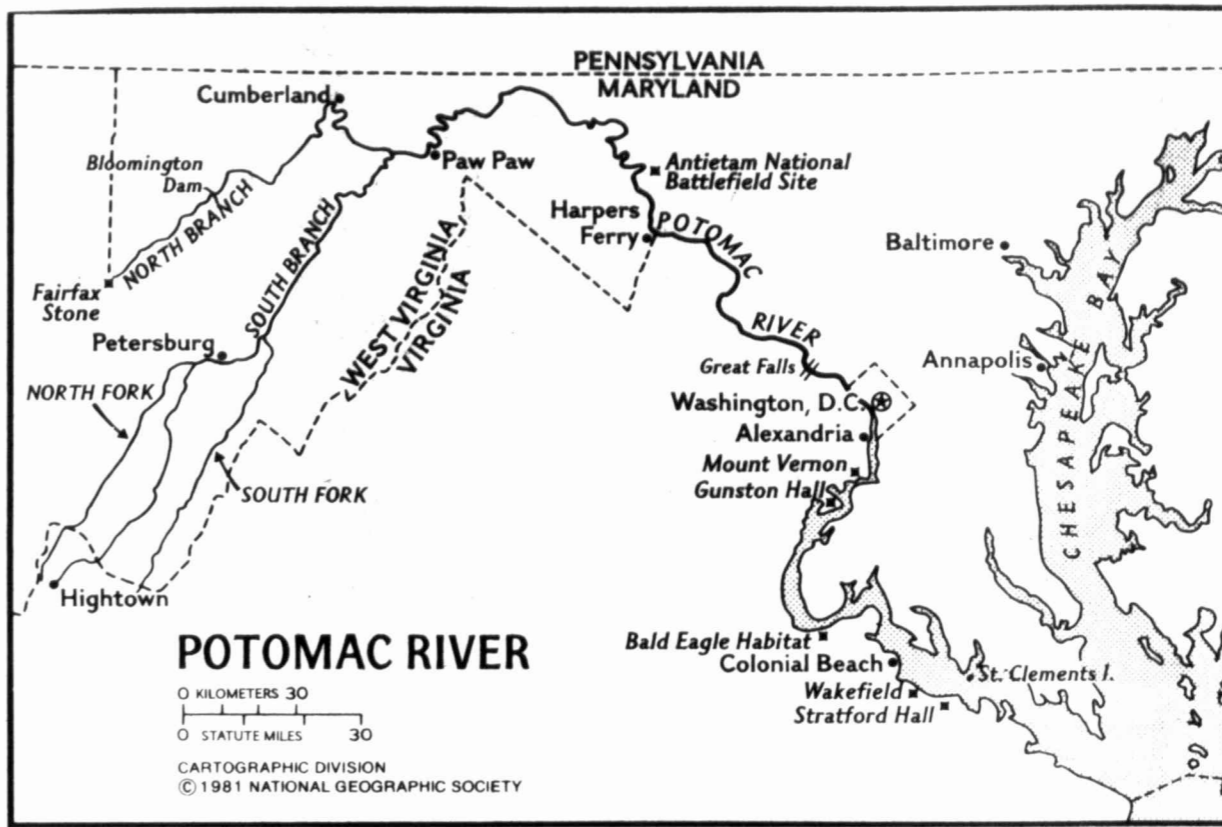 PENNSYLVANIA
MARYLAND
Cumberland
Bloomington
Dam
Paw Paw
Antietam National
Battlefield Site
NORTH BRANCH
SOUTH BRANCH
Harpers
Ferry
POTOMAC
RIVER
Baltimore
Fairfax
Stone
WEST VIRGINIA
VIRGINIA
Petersburg
Great Falls
Annapolis
CHESAPEAKE BAY
NORTH FORK
Washington, D.C.
Alexandria
Mount Vernon
Gunston Hall
SOUTH FORK
Hightown
Bald Eagle Habitat
Colonial Beach
St. Clements I.
Wakefield
Stratford Hall
POTOMAC RIVER
0 KILOMETERS 30
0 STATUTE MILES 30
CARTOGRAPHIC DIVISION
© 1981 NATIONAL GEOGRAPHIC SOCIETY